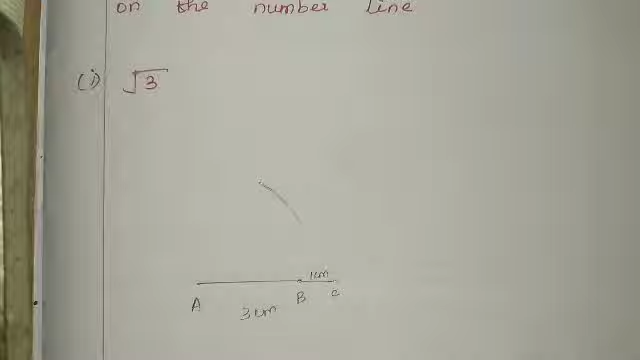 on the number line
(i) √3
1cm
A B C
3cm